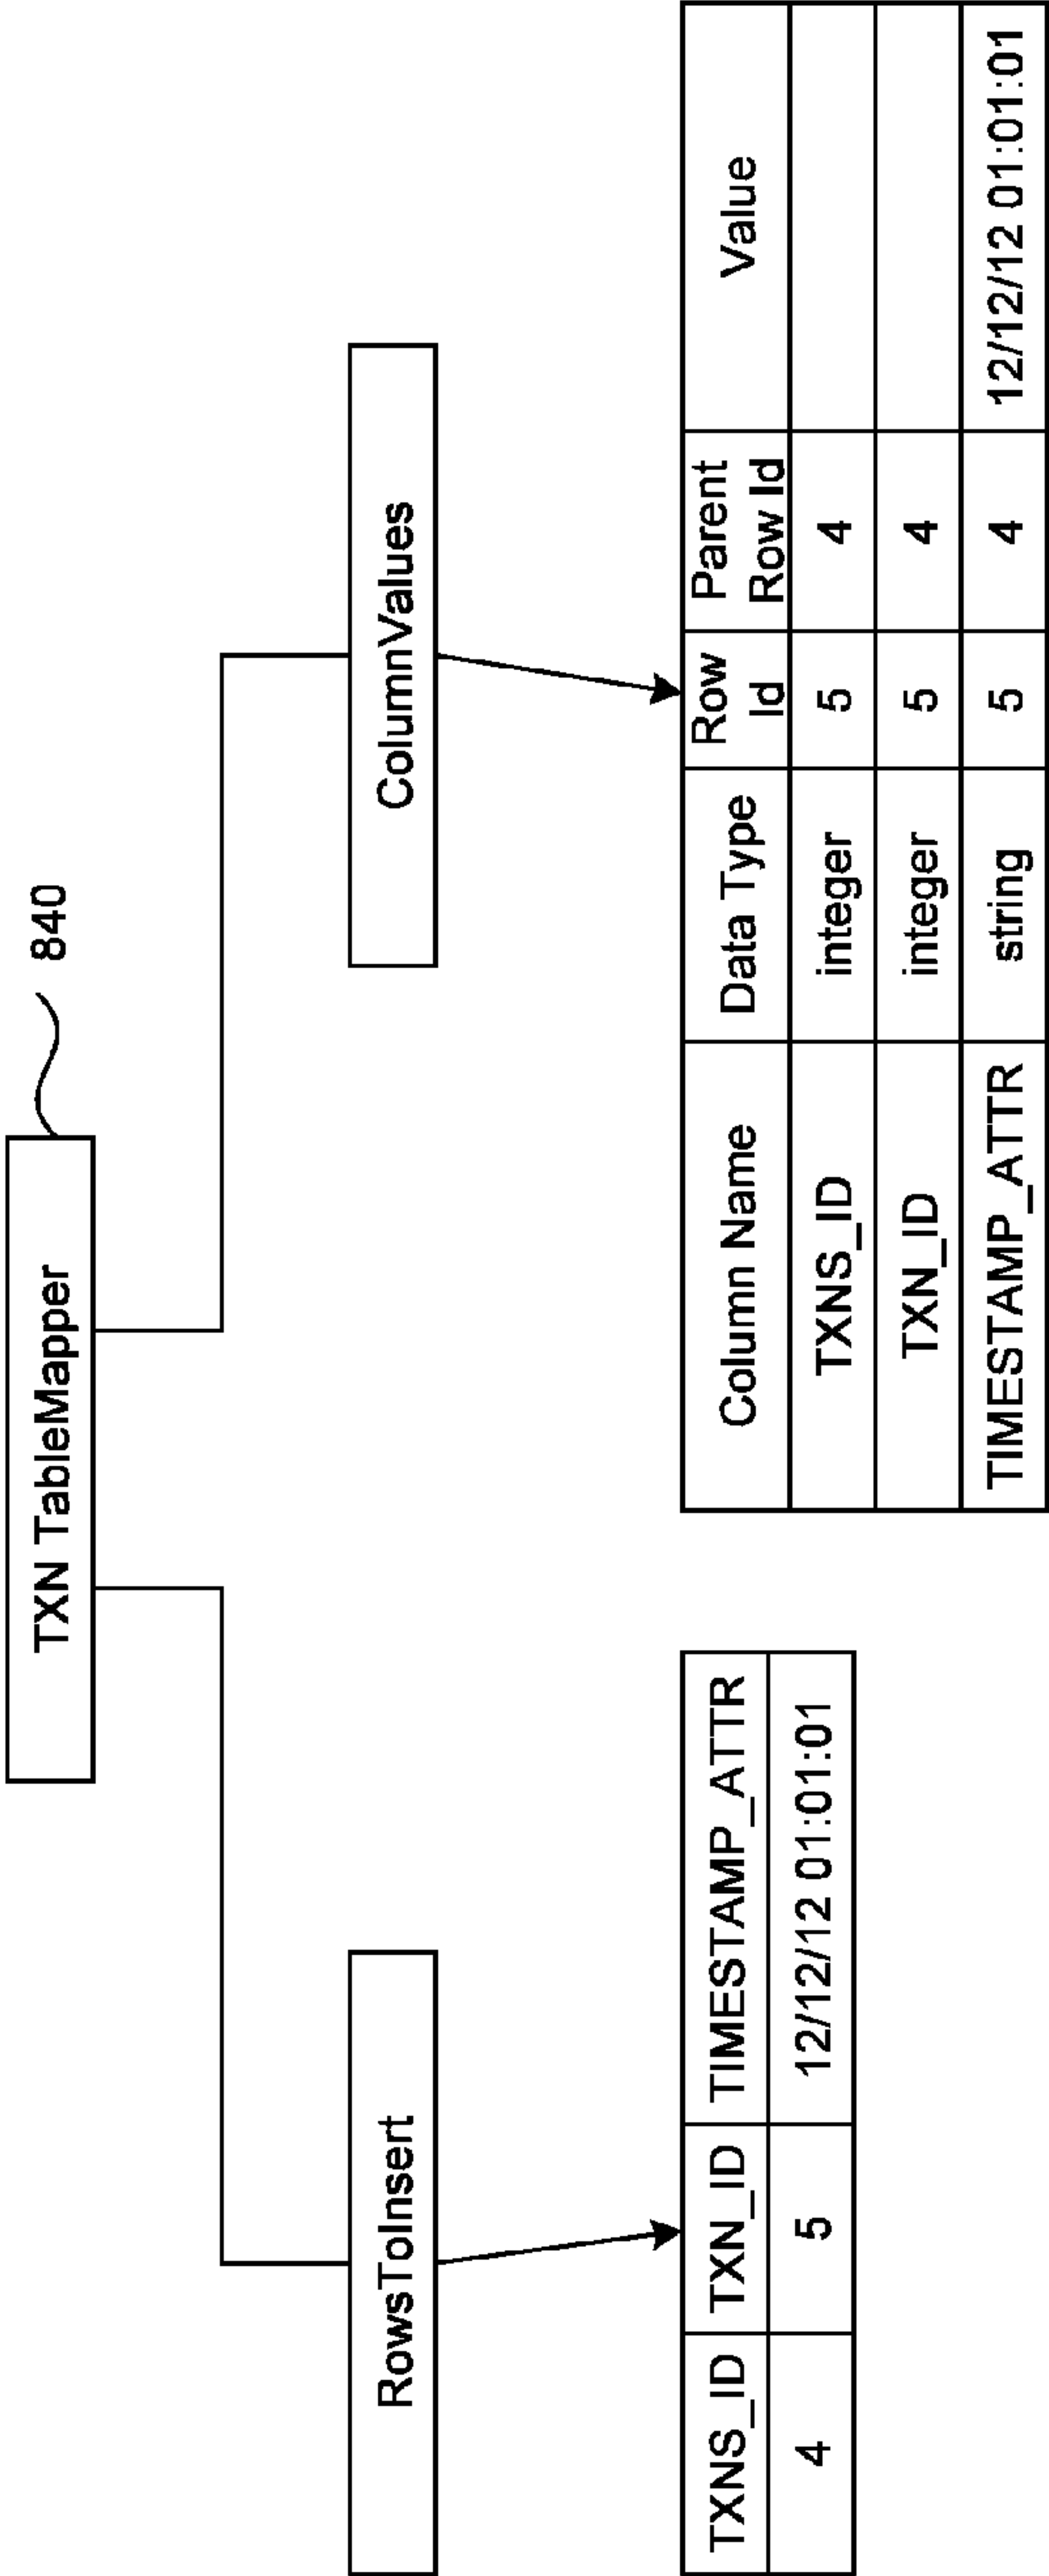 TXN TableMapper
840
RowsToInsert
ColumnValues
TXNS_ID TXN_ID TIMESTAMP_ATTR
4 5 12/12/12 01:01:01
Column Name Data Type Row Id Parent Row Id Value
TXNS_ID integer 5 4
TXN_ID integer 5 4
TIMESTAMP_ATTR string 5 4 12/12/12 01:01:01